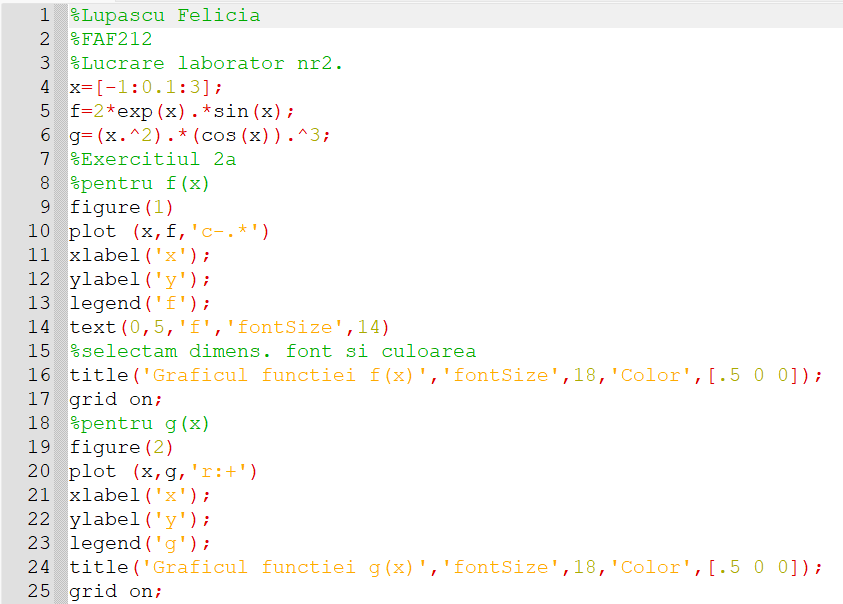 1 %Lupascu Felicia
2 %FAF212
3 %Lucrare laborator nr2.
4 x=[-1:0.1:3];
5 f=2*exp(x).*sin(x);
6 g=(x.^2).*(cos(x)).^3;
7 %Exercitiul 2a
8 %pentru f(x)
9 figure(1)
10 plot (x,f,'c-.*')
11 xlabel('x');
12 ylabel('y');
13 legend('f');
14 text(0,5,'f','fontSize',14)
15 %selectam dimens. font si culoarea
16 title('Graficul functiei f(x)','fontSize',18,'Color',[.5 0 0]);
17 grid on;
18 %pentru g(x)
19 figure(2)
20 plot (x,g,'r:+')
21 xlabel('x');
22 ylabel('y');
23 legend('g');
24 title('Graficul functiei g(x)','fontSize',18,'Color',[.5 0 0]);
25 grid on;